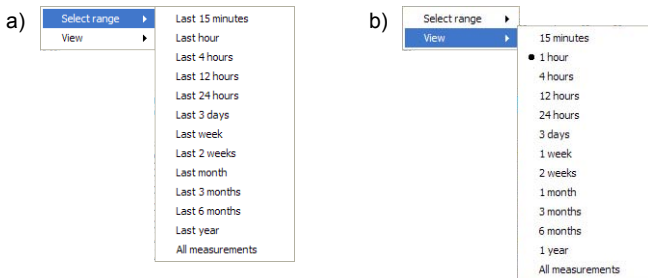 a)
Select range
View
Last 15 minutes
Last hour
Last 4 hours
Last 12 hours
Last 24 hours
Last 3 days
Last week
Last 2 weeks
Last month
Last 3 months
Last 6 months
Last year
All measurements
b)
Select range
View
15 minutes
1 hour
4 hours
12 hours
24 hours
3 days
1 week
2 weeks
1 month
3 months
6 months
1 year
All measurements